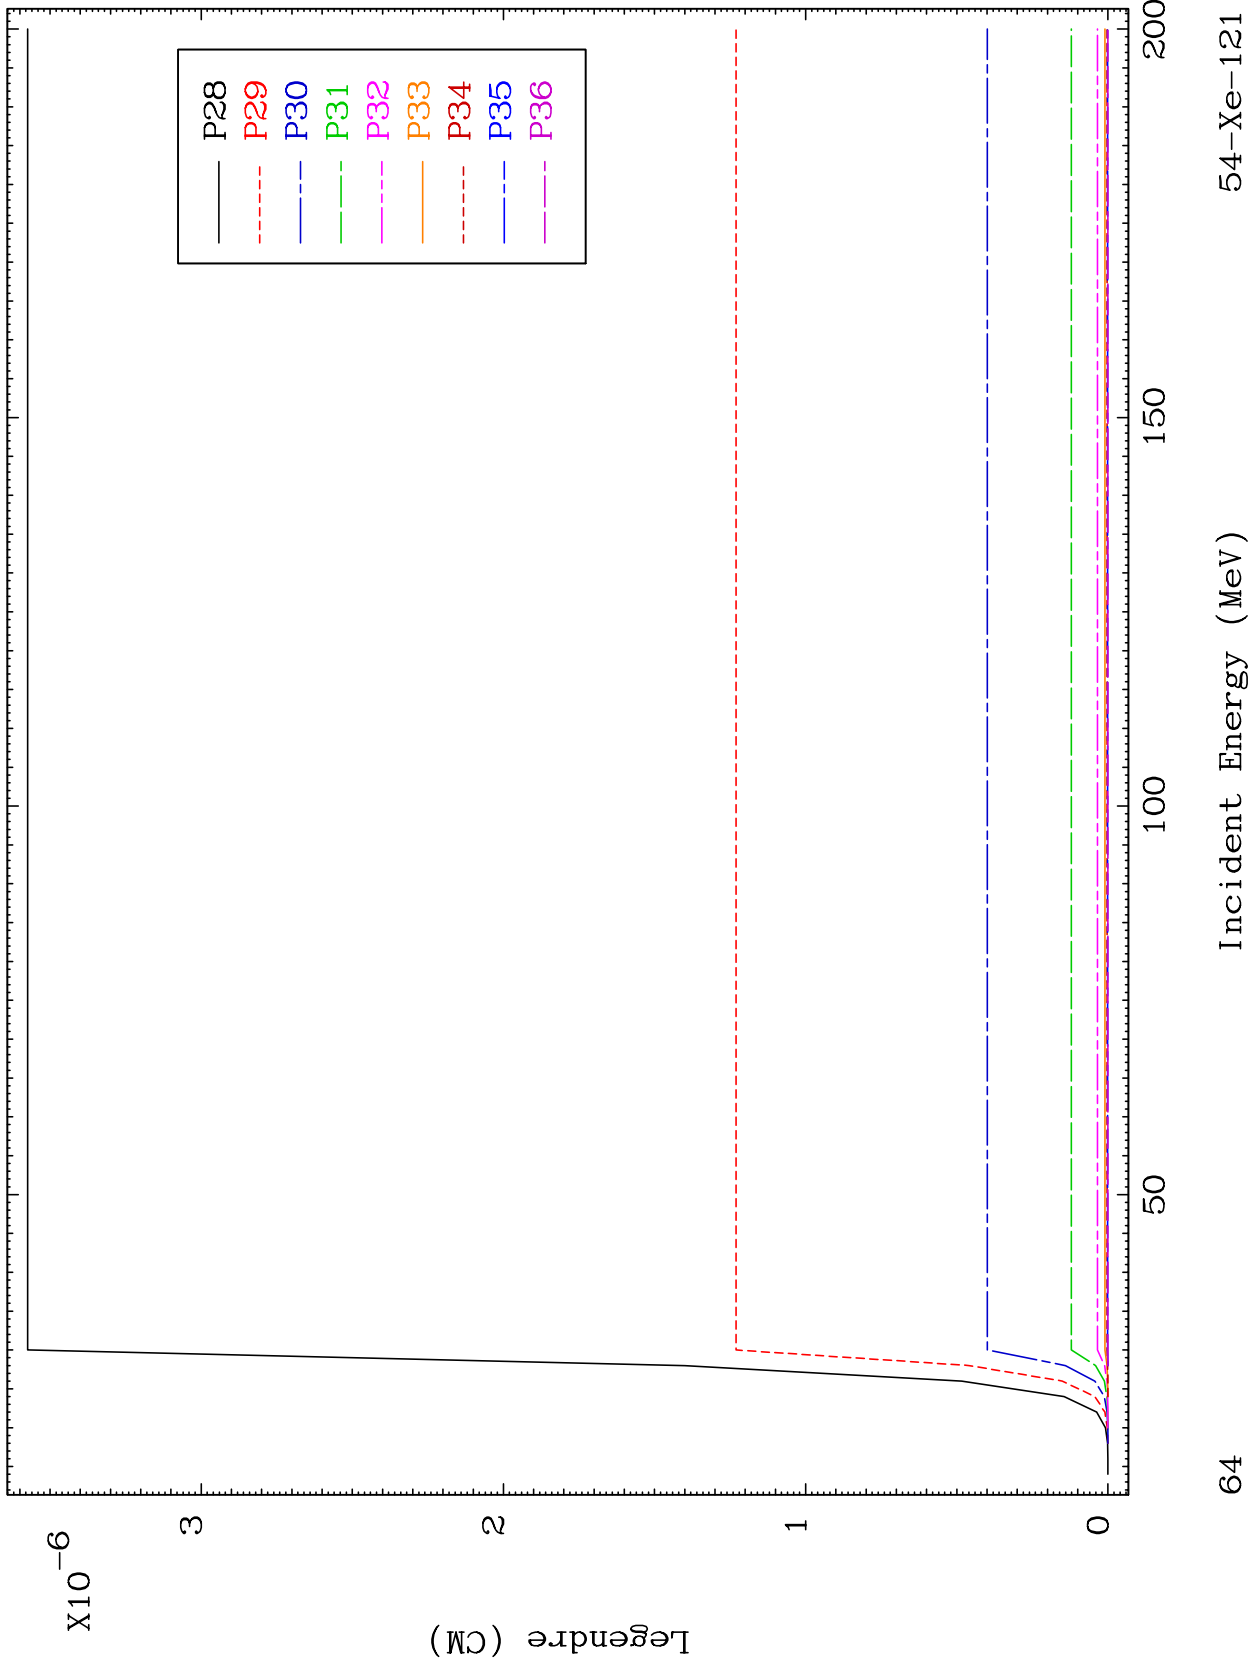 X10-6
3
2
1
0
Legendre (CM)
P28
P29
P30
P31
P32
P33
P34
P35
P36
50
100
150
200
Incident Energy (MeV)
64
54-Xe-121